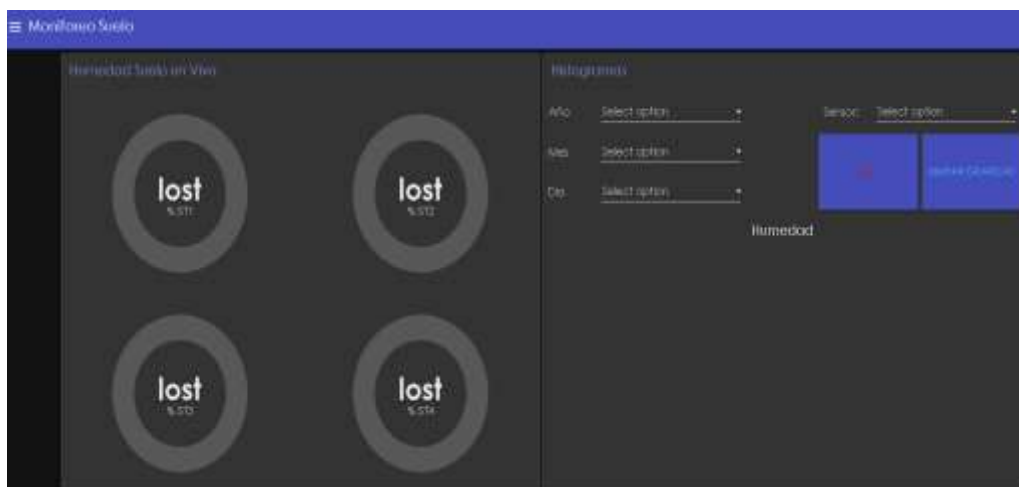 Monitoreo Suelo
Humedad Suelo en Vivo
lost
%.ST1
lost
%.ST2
lost
%.ST3
lost
%.ST4
Histogramas
Año
Select option
Sensor
Select option
Mes
Select option
Dia
Select option
Humedad